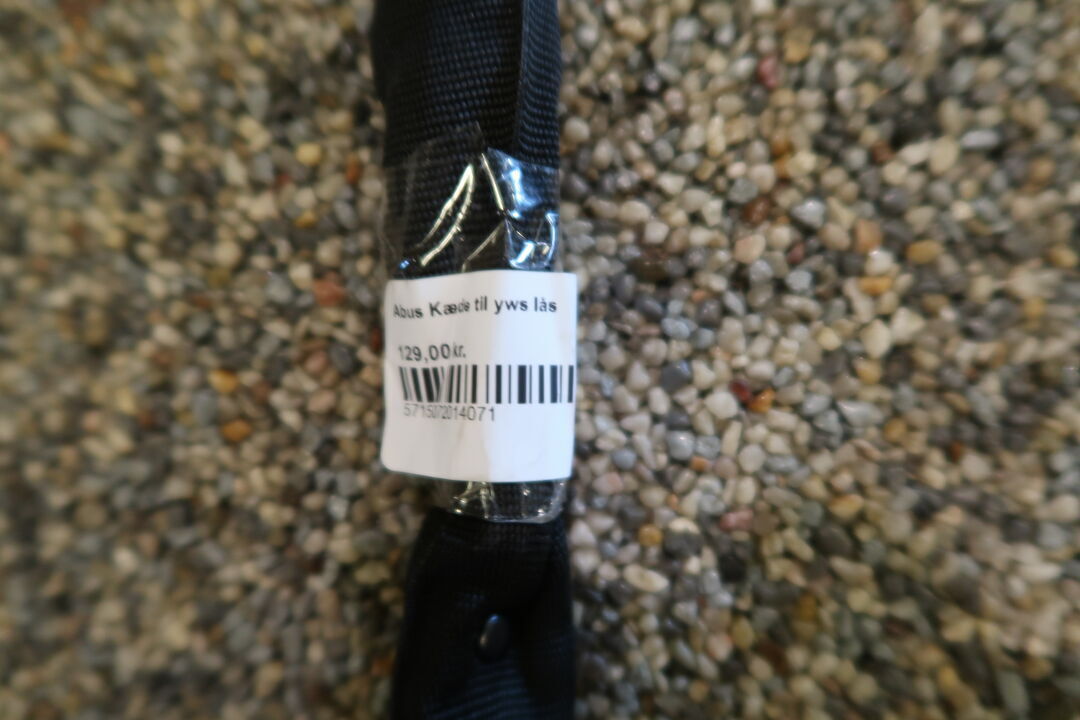 Abus Kæde til yws lås
129,00 kr.
5715072014071